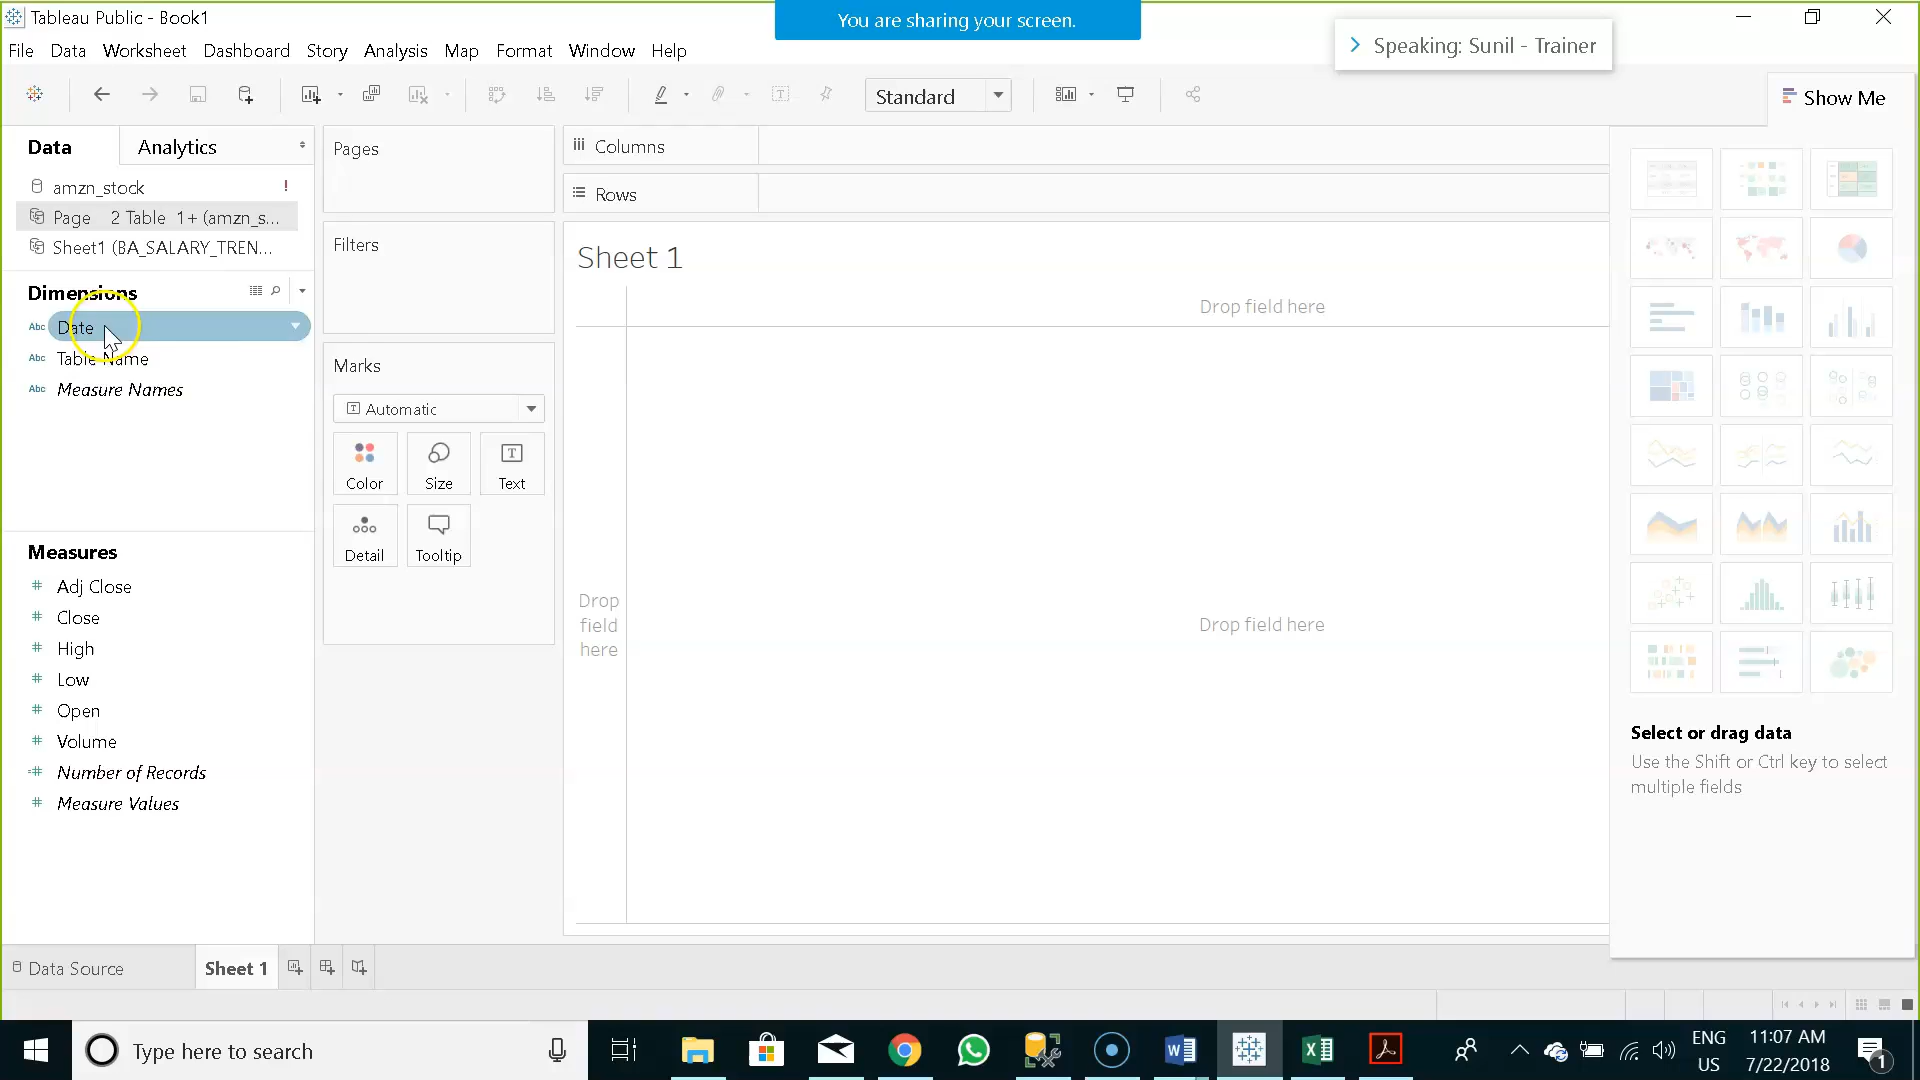 Tableau Public - Book1
You are sharing your screen.
Speaking: Sunil - Trainer
File Data Worksheet Dashboard Story Analysis Map Format Window Help
Standard
Show Me
Data
Analytics
amzn_stock
Page 2 Table 1+ (amzn_s...
Sheet1 (BA_SALARY_TREN...
Dimensions
Abc Date
Abc Table Name
Abc Measure Names
Measures
# Adj Close
# Close
# High
# Low
# Open
# Volume
=# Number of Records
# Measure Values
Pages
Filters
Marks
Automatic
Color
Size
Text
Detail
Tooltip
Columns
Rows
Sheet 1
Drop field here
Drop
field
here
Drop field here
Select or drag data
Use the Shift or Ctrl key to select
multiple fields
Data Source
Sheet 1
Type here to search
ENG
US
11:07 AM
7/22/2018
1